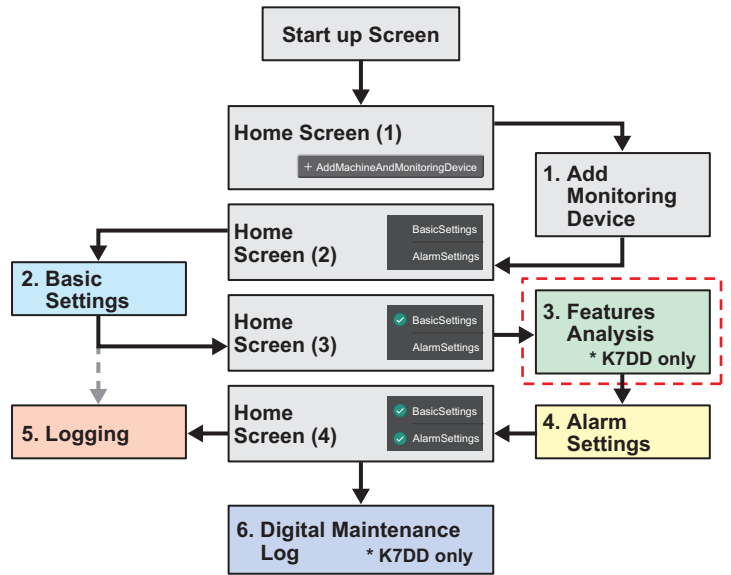 Start up Screen
Home Screen (1)
+ AddMachineAndMonitoringDevice
1. Add
Monitoring
Device
Home
Screen (2)
BasicSettings
AlarmSettings
2. Basic
Settings
Home
Screen (3)
BasicSettings
AlarmSettings
3. Features
Analysis
* K7DD only
5. Logging
Home
Screen (4)
BasicSettings
AlarmSettings
4. Alarm
Settings
6. Digital Maintenance
Log * K7DD only